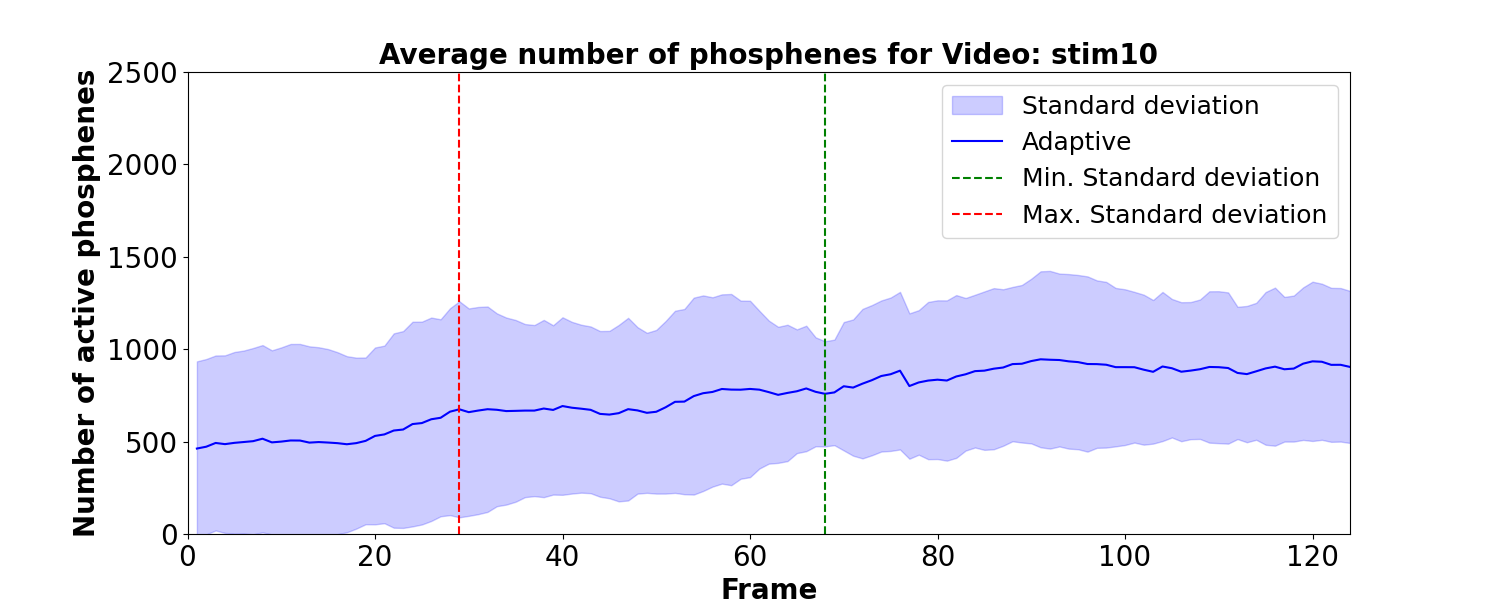 Average number of phosphenes for Video: stim10
Number of active phosphenes
2500
2000
1500
1000
500
0
Standard deviation
Adaptive
Min. Standard deviation
Max. Standard deviation
0 20 40 60 80 100 120
Frame